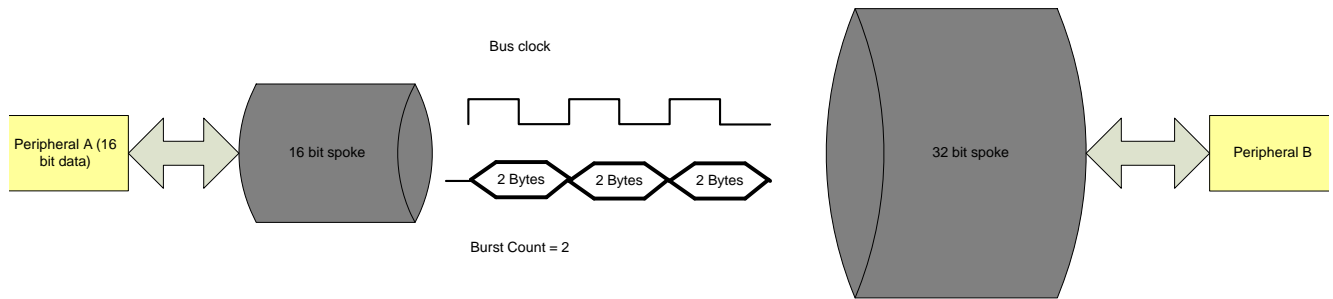 Bus clock
Peripheral A (16
bit data)
16 bit spoke
2 Bytes
2 Bytes
2 Bytes
32 bit spoke
Peripheral B
Burst Count = 2